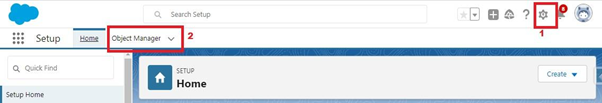 Search Setup
8
1
Setup
Home
Object Manager
2
Quick Find
Setup Home
SETUP
Home
Create